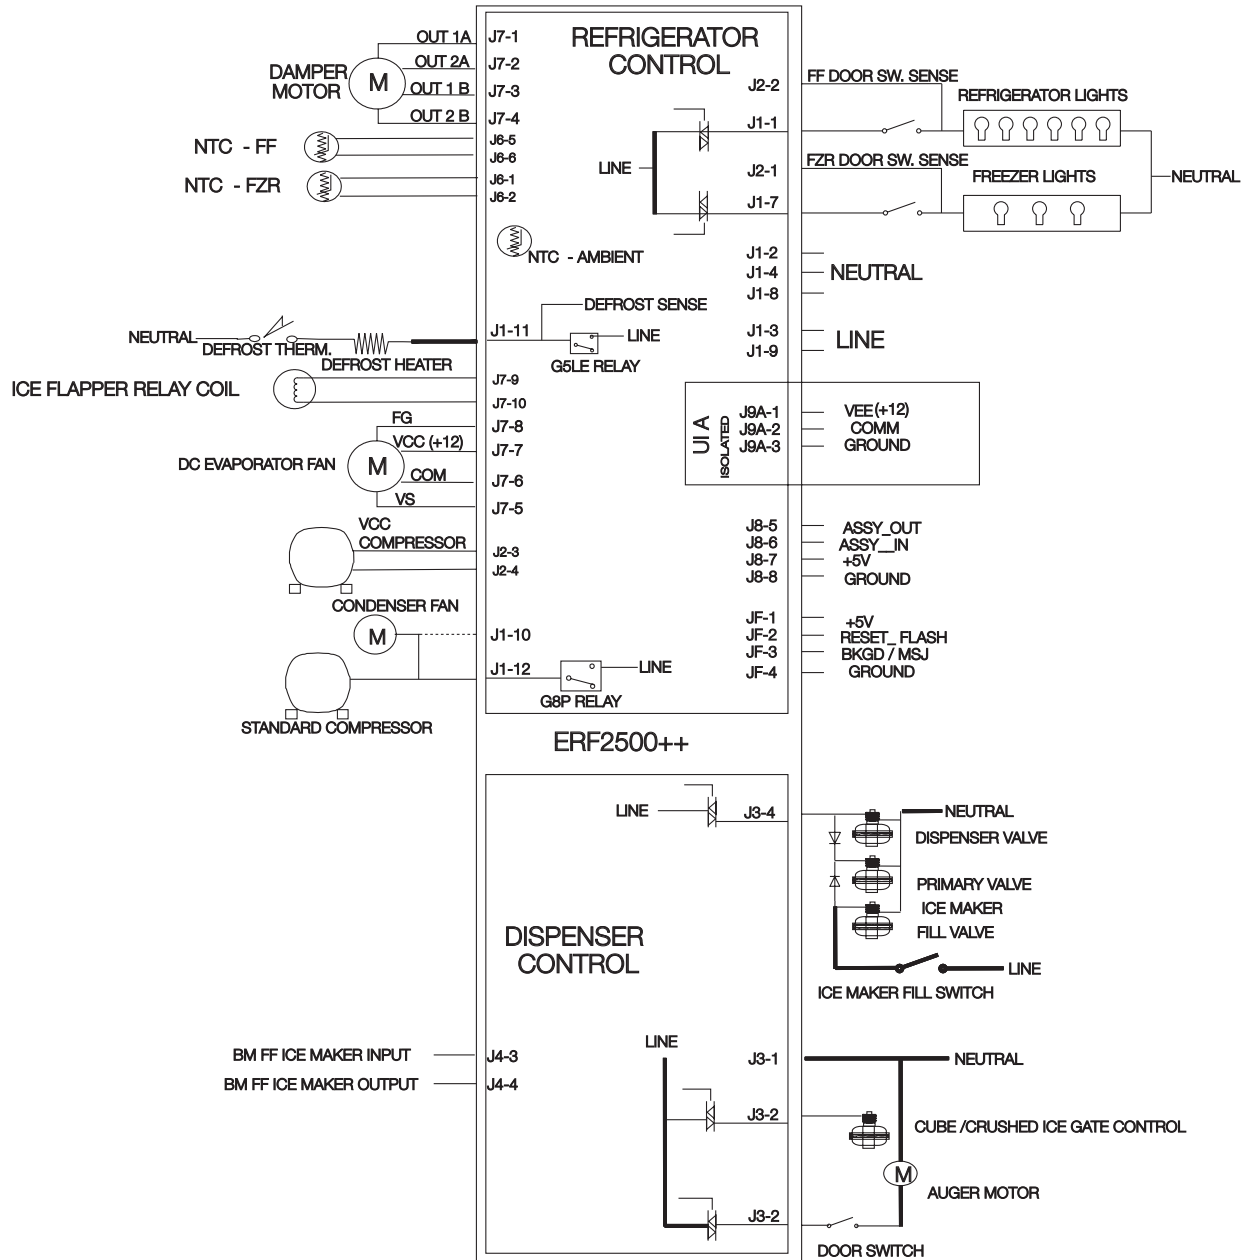 REFRIGERATOR
CONTROL
OUT 1A
J7-1
OUT 2A
J7-2
DAMPER
MOTOR
M
OUT 1 B
J7-3
OUT 2 B
J7-4
NTC - FF
J6-5
J6-6
NTC - FZR
J6-1
J6-2
NTC - AMBIENT
J2-2
FF DOOR SW. SENSE
REFRIGERATOR LIGHTS
J1-1
LINE
J2-1
FZR DOOR SW. SENSE
FREEZER LIGHTS
NEUTRAL
J1-7
J1-2
J1-4
NEUTRAL
J1-8
J1-3
LINE
J1-9
DEFROST SENSE
NEUTRAL
DEFROST THERM.
DEFROST HEATER
J1-11
LINE
G5LE RELAY
ICE FLAPPER RELAY COIL
J7-9
J7-10
FG
J7-8
VCC (+12)
J7-7
DC EVAPORATOR FAN
M
COM
J7-6
VS
J7-5
UI A
ISOLATED
J9A-1
VEE (+12)
J9A-2
COMM
J9A-3
GROUND
VCC
COMPRESSOR
J2-3
J2-4
J8-5
ASSY_OUT
J8-6
ASSY__IN
J8-7
+5V
J8-8
GROUND
CONDENSER FAN
M
J1-10
J1-12
LINE
G8P RELAY
STANDARD COMPRESSOR
JF-1
+5V
JF-2
RESET_ FLASH
JF-3
BKGD / MSJ
JF-4
GROUND
ERF2500++
LINE
J3-4
NEUTRAL
DISPENSER VALVE
PRIMARY VALVE
ICE MAKER
FILL VALVE
LINE
ICE MAKER FILL SWITCH
DISPENSER
CONTROL
BM FF ICE MAKER INPUT
J4-3
BM FF ICE MAKER OUTPUT
J4-4
LINE
J3-1
NEUTRAL
J3-2
CUBE /CRUSHED ICE GATE CONTROL
M
AUGER MOTOR
J3-2
DOOR SWITCH